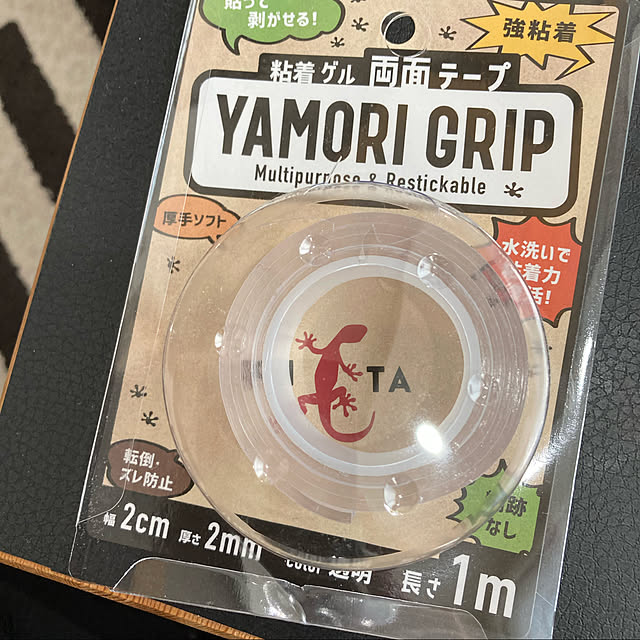 貼って
剥がせる!
強粘着
粘着ゲル 両面テープ
YAMORI GRIP
Multipurpose & Restickable
厚手ソフト
水洗いで
着力
活!
TA
転倒・
ズレ防止
跡
なし
幅 2cm 厚さ 2mm color 透明 長さ 1m